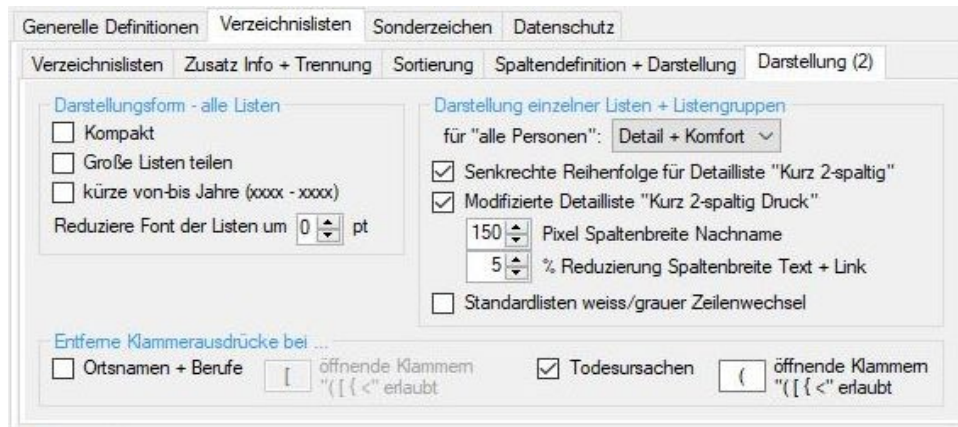 Generelle Definitionen Verzeichnislisten Sonderzeichen Datenschutz
Verzeichnislisten Zusatz Info + Trennung Sortierung Spaltendefinition + Darstellung Darstellung (2)
Darstellungsform - alle Listen
Kompakt
Große Listen teilen
kürze von-bis Jahre (xxxx - xxxx)
Reduziere Font der Listen um 0 pt
Darstellung einzelner Listen + Listengruppen
für "alle Personen": Detail + Komfort
Senkrechte Reihenfolge für Detailliste "Kurz 2-spaltig"
Modifizierte Detailliste "Kurz 2-spaltig Druck"
150 Pixel Spaltenbreite Nachname
5 % Reduzierung Spaltenbreite Text + Link
Standardlisten weiss/grauer Zeilenwechsel
Entferne Klammerausdrücke bei ...
Ortsnamen + Berufe [ öffnende Klammern
"( [ { <" erlaubt
Todesursachen ( öffnende Klammern
"( [ { <" erlaubt